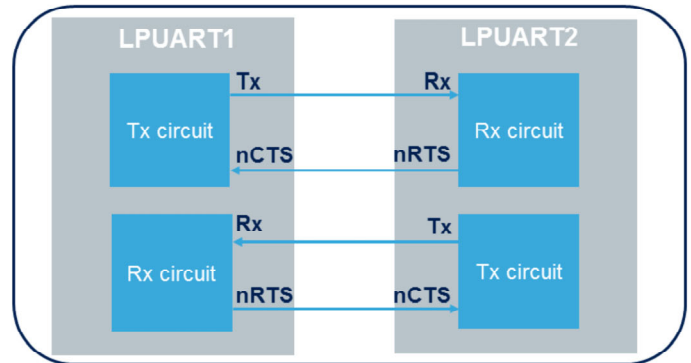 LPUART1 LPUART2
Tx Rx
Tx circuit Rx circuit
nCTS nRTS
Rx Tx
Rx circuit Tx circuit
nRTS nCTS